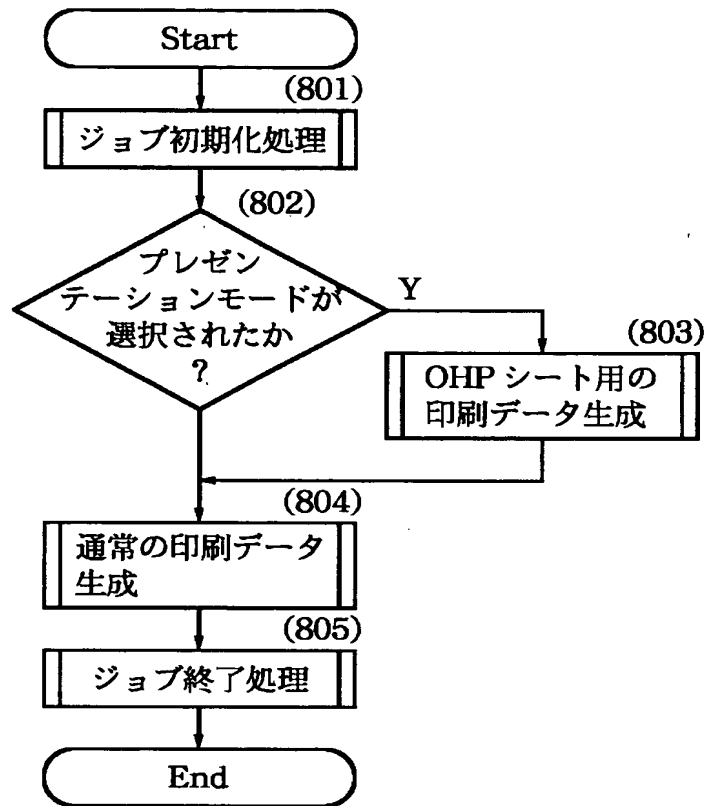 Start
(801)
ジョブ初期化処理
(802)
プレゼン
テーションモードが
選択されたか
?
Y
(803)
OHPシート用の
印刷データ生成
(804)
通常の印刷データ
生成
(805)
ジョブ終了処理
End